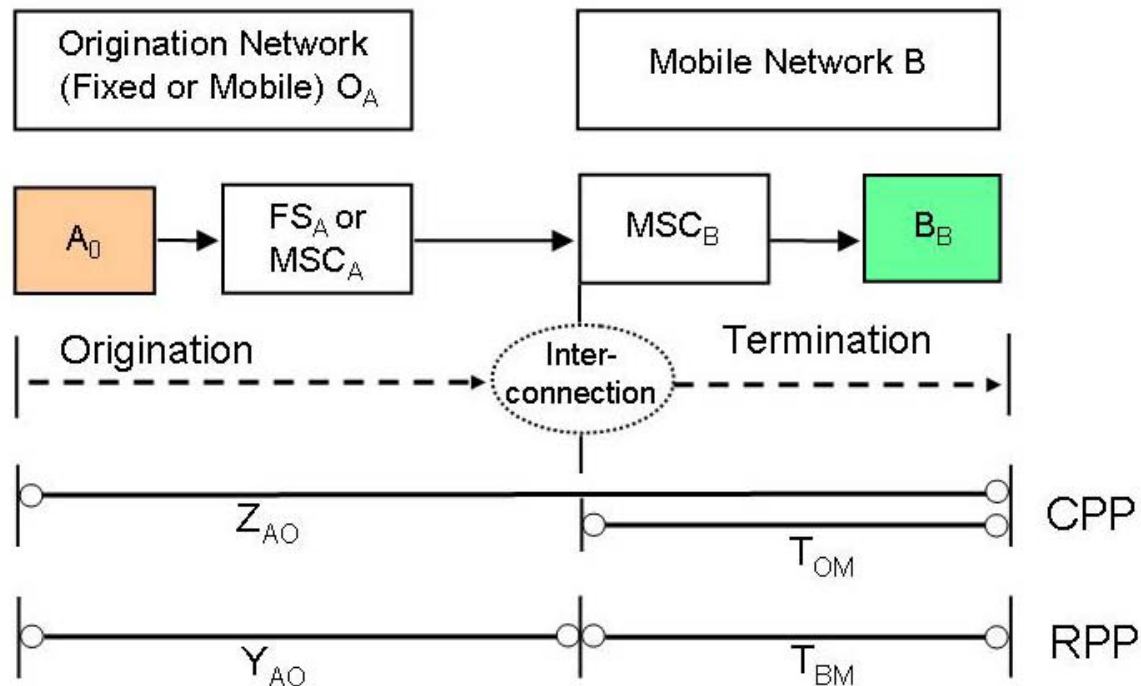 Origination Network
(Fixed or Mobile) O_A
Mobile Network B
A_0
FS_A or
MSC_A
MSC_B
B_B
Origination
Inter-
connection
Termination
Z_AO
T_OM
CPP
Y_AO
T_BM
RPP